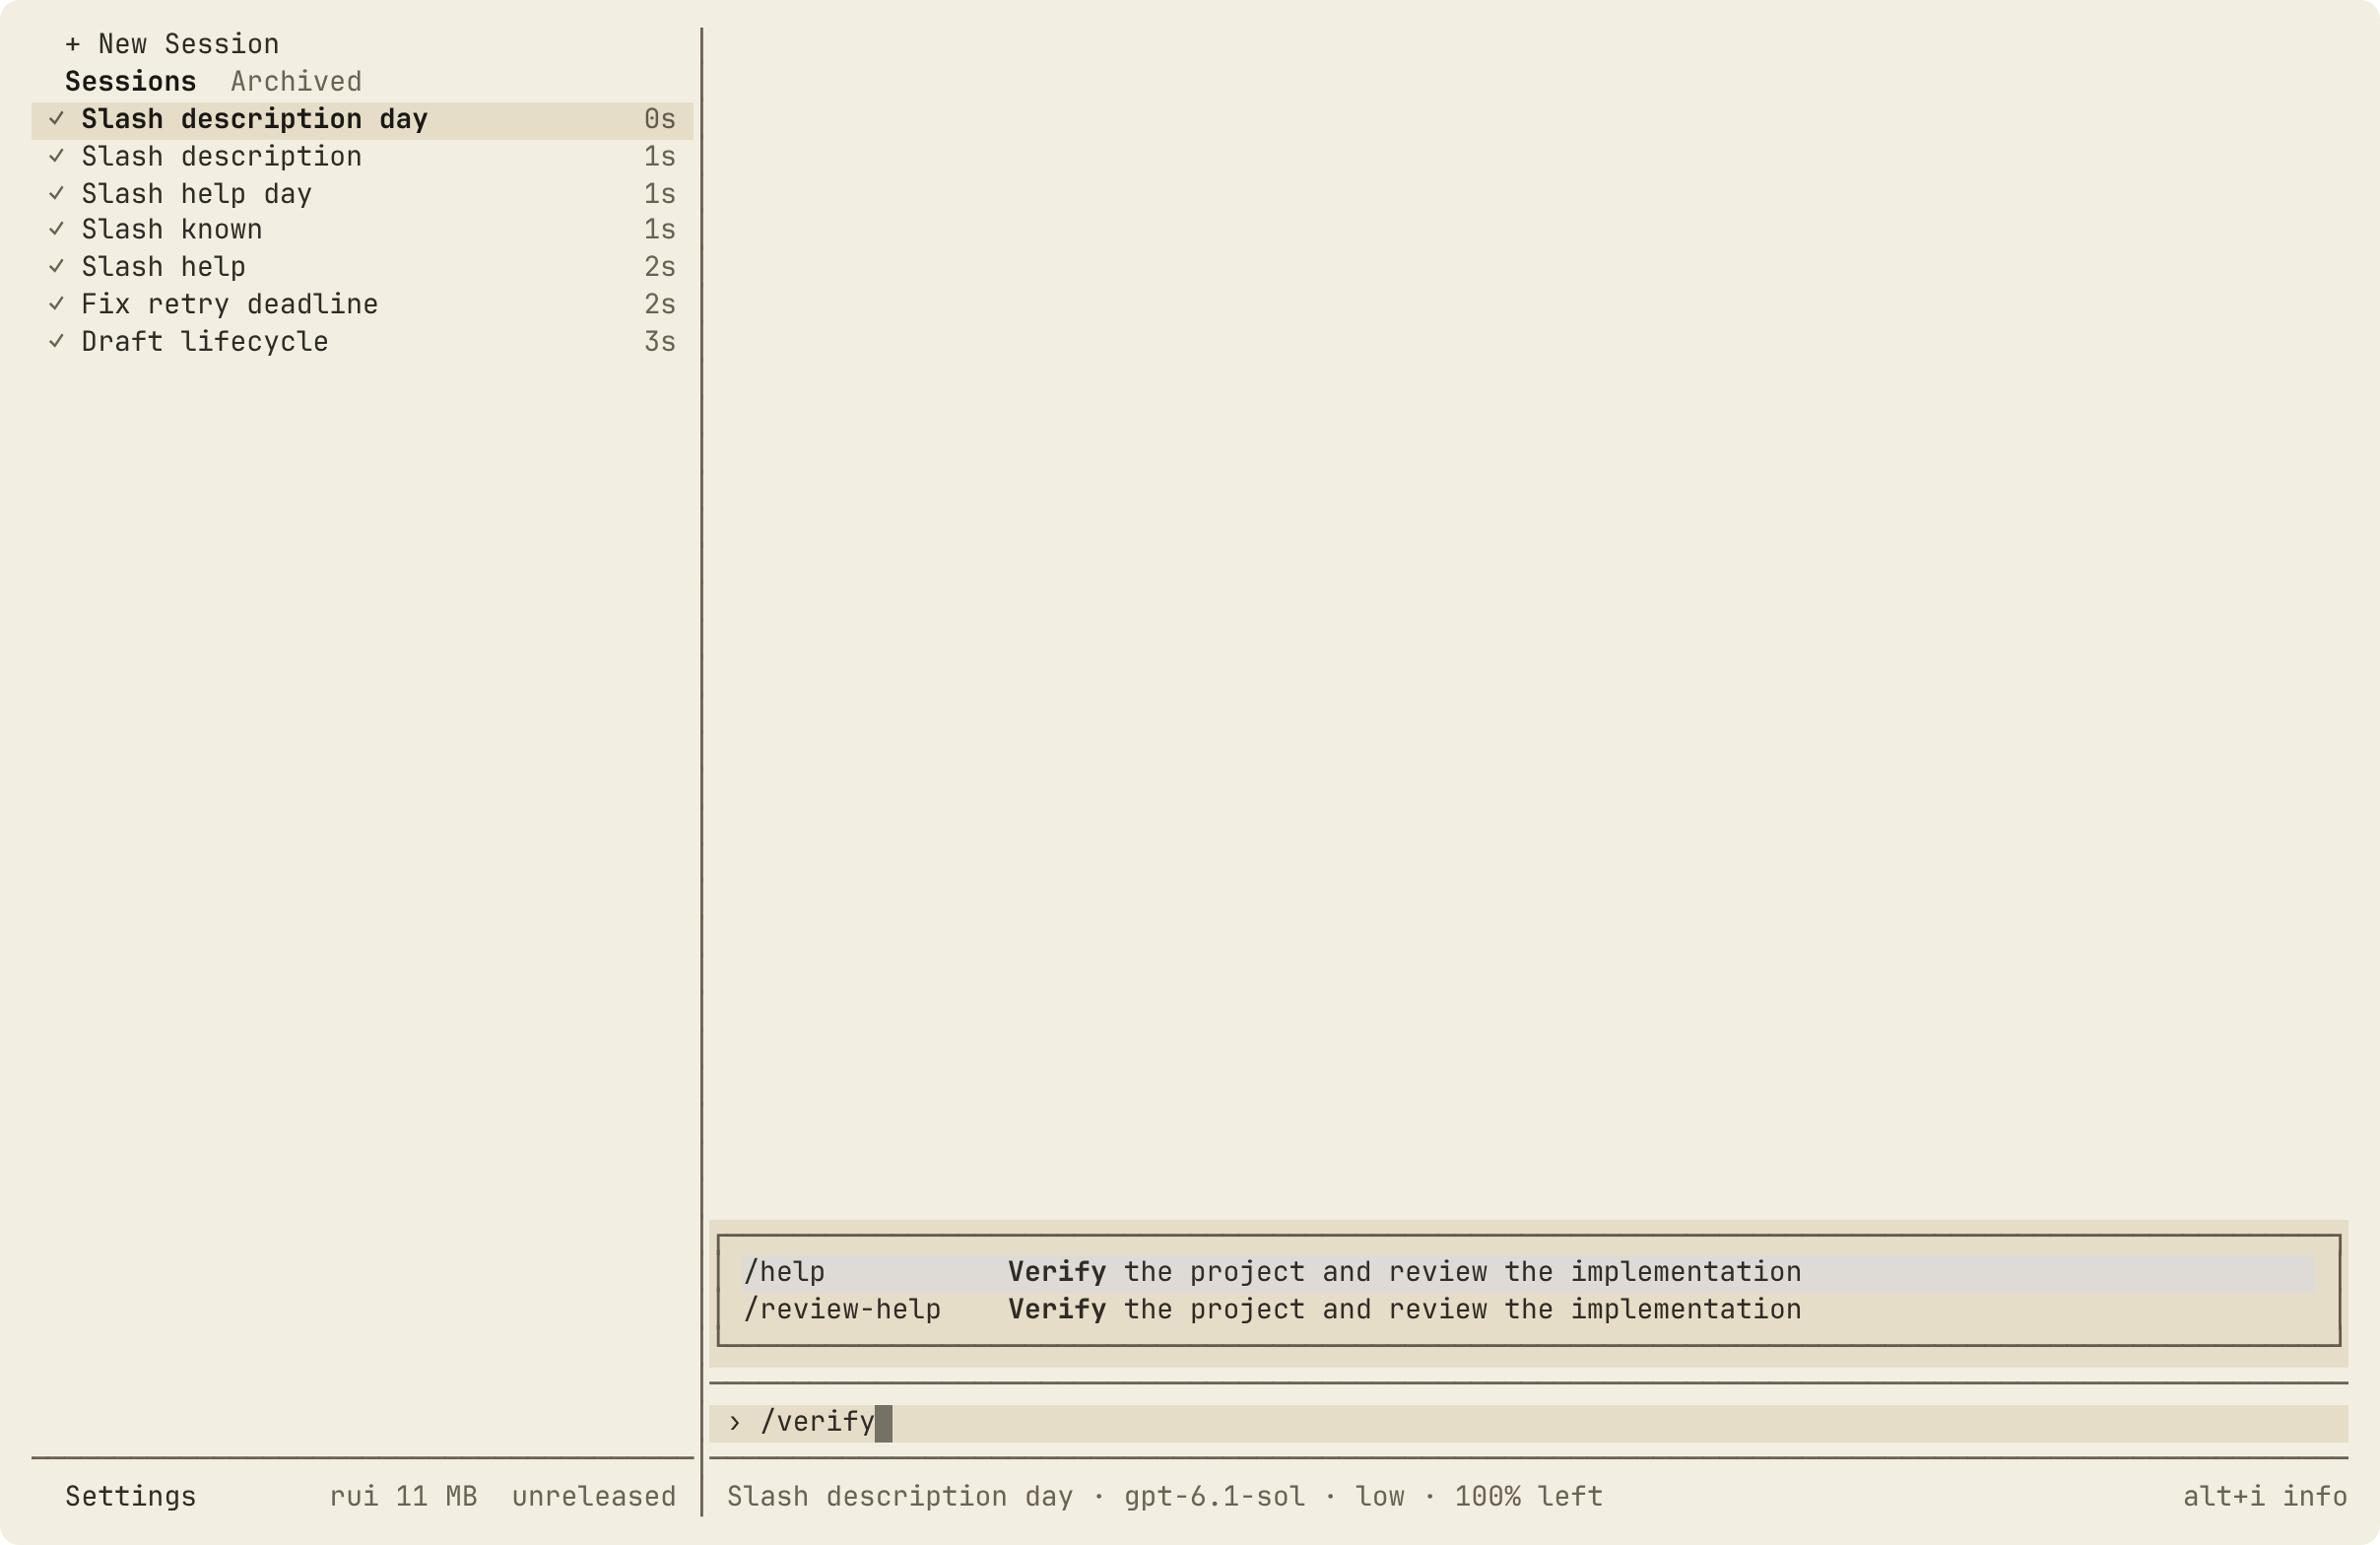 + New Session
Sessions  Archived
✓ Slash description day 0s
✓ Slash description 1s
✓ Slash help day 1s
✓ Slash known 1s
✓ Slash help 2s
✓ Fix retry deadline 2s
✓ Draft lifecycle 3s
/help Verify the project and review the implementation
/review-help Verify the project and review the implementation
› /verify
Settings rui 11 MB unreleased
Slash description day · gpt-6.1-sol · low · 100% left alt+i info